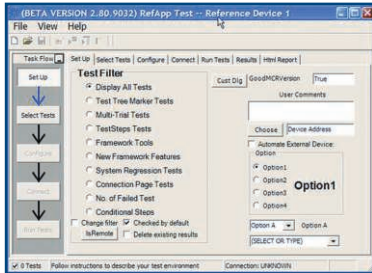 (BETA VERSION 2.80.9032) RefApp Test -- Reference Device 1
File View Help
Task Flow
Set Up
Select Tests
Configure
Connect
Run Tests
Set Up Select Tests Configure Connect Run Tests Results Html Report
Test Filter
Display All Tests
Test Tree Marker Tests
Multi-Trial Tests
TestSteps Tests
Framework Tools
New Framework Features
System Regression Tests
Connection Page Tests
No. of Failed Test
Conditional Steps
Change filter Checked by default
IsRemote Delete existing results
Cust Dlg GoodMCRVersion True
User Comments
Choose Device Address
Automate External Device:
Option
Option1
Option2
Option3
Option4
Option1
Option A Option A
(SELECT OR TYPE)
0 Tests Follow instructions to describe your test environment Connection: UNKNOWN